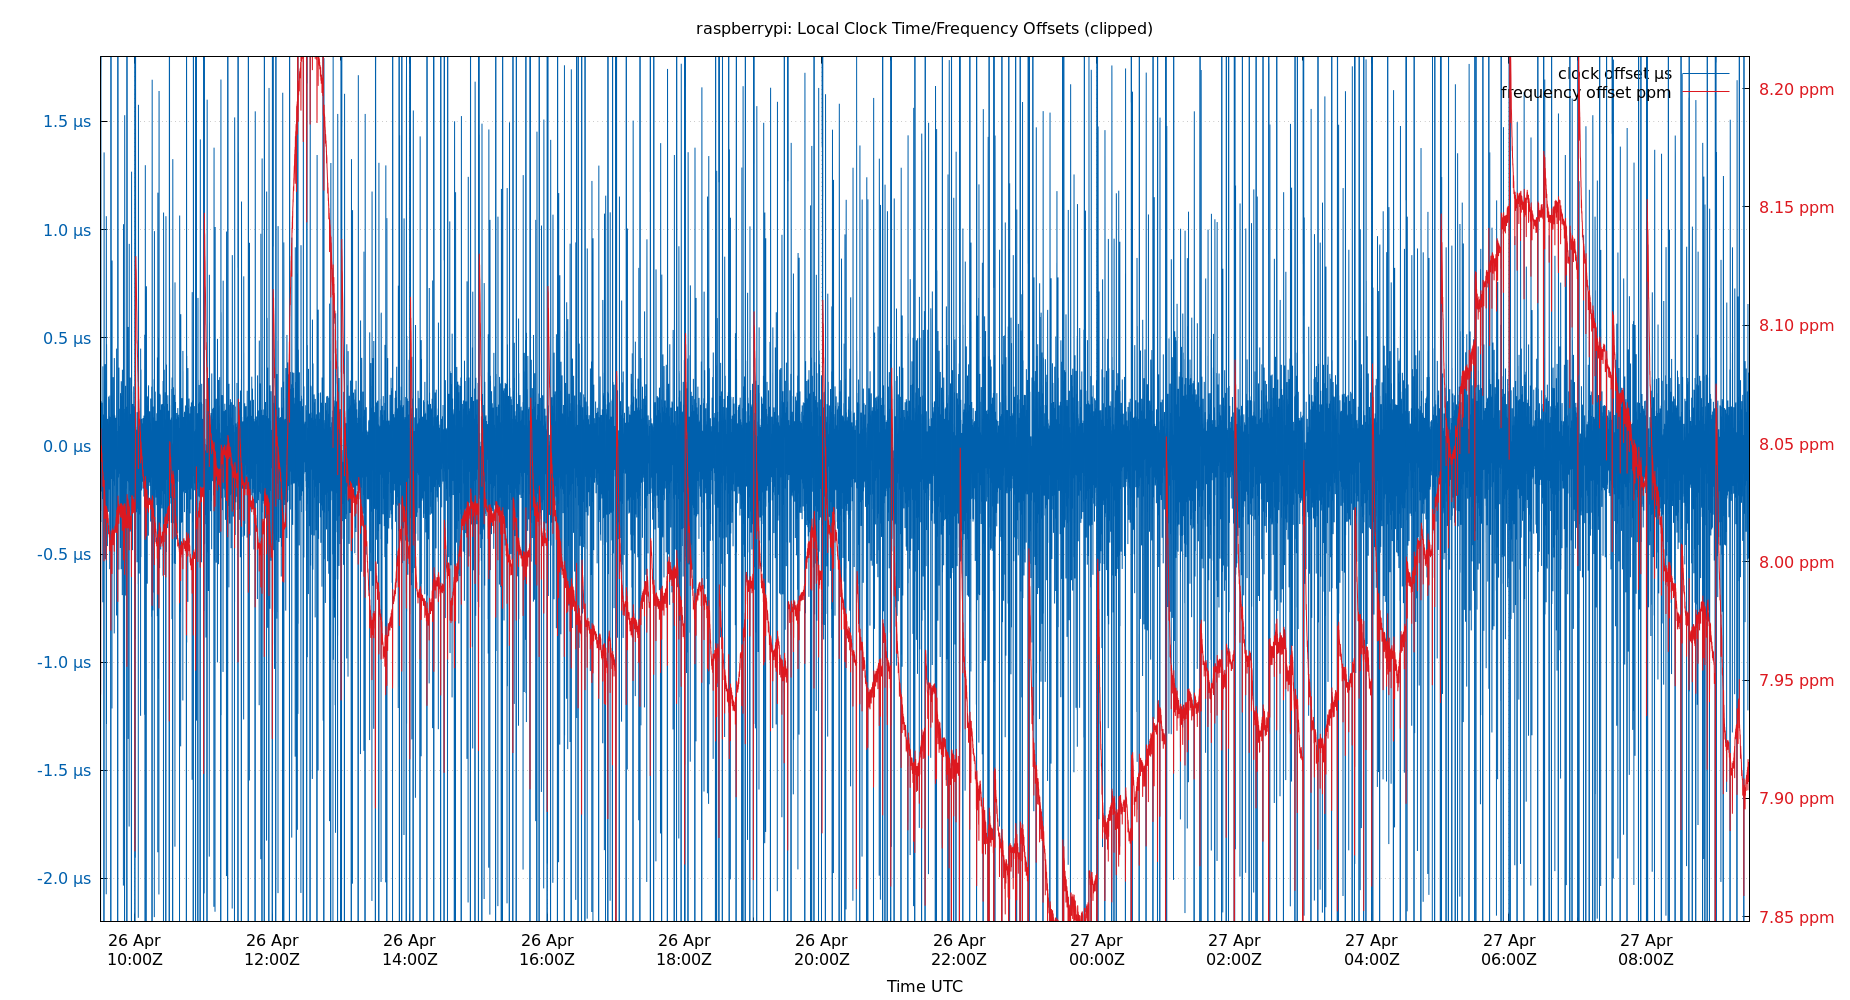 raspberrypi: Local Clock Time/Frequency Offsets (clipped)
clock offset µs
frequency offset ppm
1.5 µs
1.0 µs
0.5 µs
0.0 µs
-0.5 µs
-1.0 µs
-1.5 µs
-2.0 µs
8.20 ppm
8.15 ppm
8.10 ppm
8.05 ppm
8.00 ppm
7.95 ppm
7.90 ppm
7.85 ppm
26 Apr
10:00Z
26 Apr
12:00Z
26 Apr
14:00Z
26 Apr
16:00Z
26 Apr
18:00Z
26 Apr
20:00Z
26 Apr
22:00Z
27 Apr
00:00Z
27 Apr
02:00Z
27 Apr
04:00Z
27 Apr
06:00Z
27 Apr
08:00Z
Time UTC